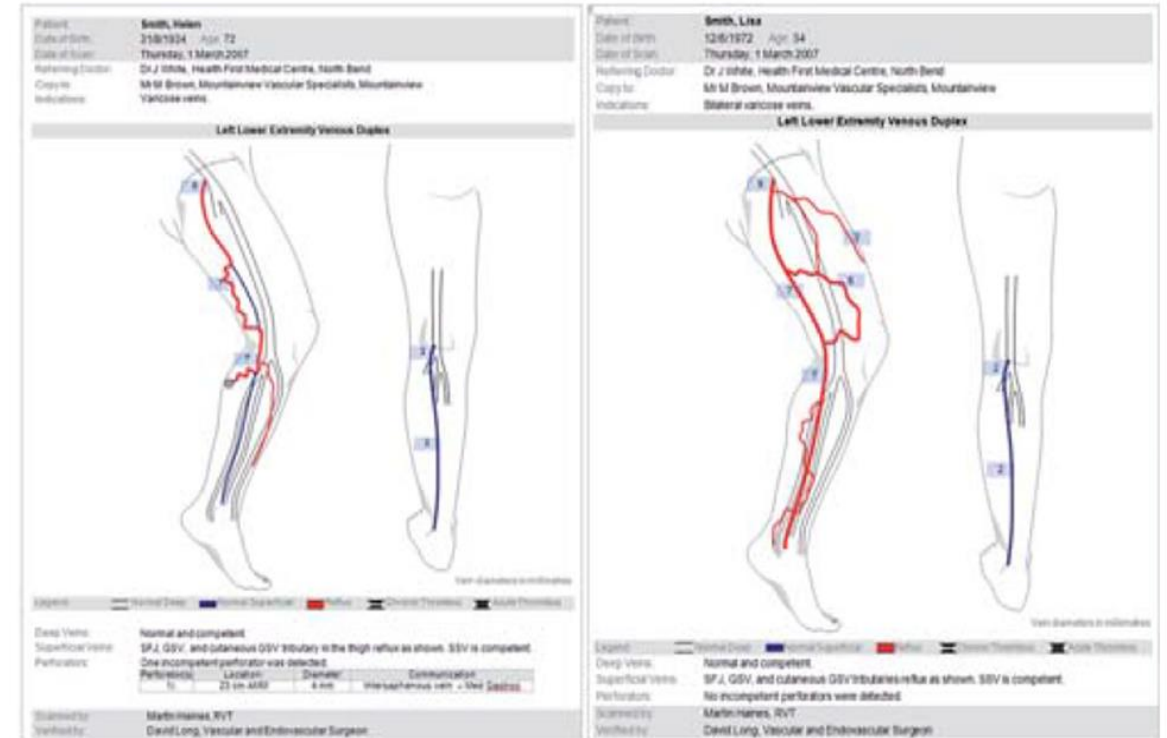 Patient: Smith, Helen
Date of Birth: Age: 72
Date of Scan: Thursday, 1 March 2007
Referring Doctor: Dr J White, Health First Medical Centre, North Bend
Copy to: Mr M Brown, Mountainview Vascular Specialists, Mountainview
Indications: Varicose veins.
Left Lower Extremity Venous Duplex
Vein diameters in millimetres
Legend: Normal Deep Normal Superficial Reflux Chronic Thrombus Acute Thrombus
Deep Veins: Normal and competent.
Superficial Veins: SFJ, GSV, and cutaneous GSV tributary in the thigh reflux as shown. SSV is competent.
Perforators: One incompetent perforator was detected.
Perforator(s) Location Diameter Communication
4 mm
Scanned by: Martin Haines, RVT
Verified by: David Long, Vascular and Endovascular Surgeon
Patient: Smith, Lisa
Date of Birth: 12/6/1972 Age: 34
Date of Scan: Thursday, 1 March 2007
Referring Doctor: Dr J White, Health First Medical Centre, North Bend
Copy to: Mr M Brown, Mountainview Vascular Specialists, Mountainview
Indications: Bilateral varicose veins.
Left Lower Extremity Venous Duplex
Vein diameters in millimetres
Legend: Normal Deep Normal Superficial Reflux Chronic Thrombus Acute Thrombus
Deep Veins: Normal and competent.
Superficial Veins: SFJ, GSV, and cutaneous GSV tributaries reflux as shown. SSV is competent.
Perforators: No incompetent perforators were detected.
Scanned by: Martin Haines, RVT
Verified by: David Long, Vascular and Endovascular Surgeon